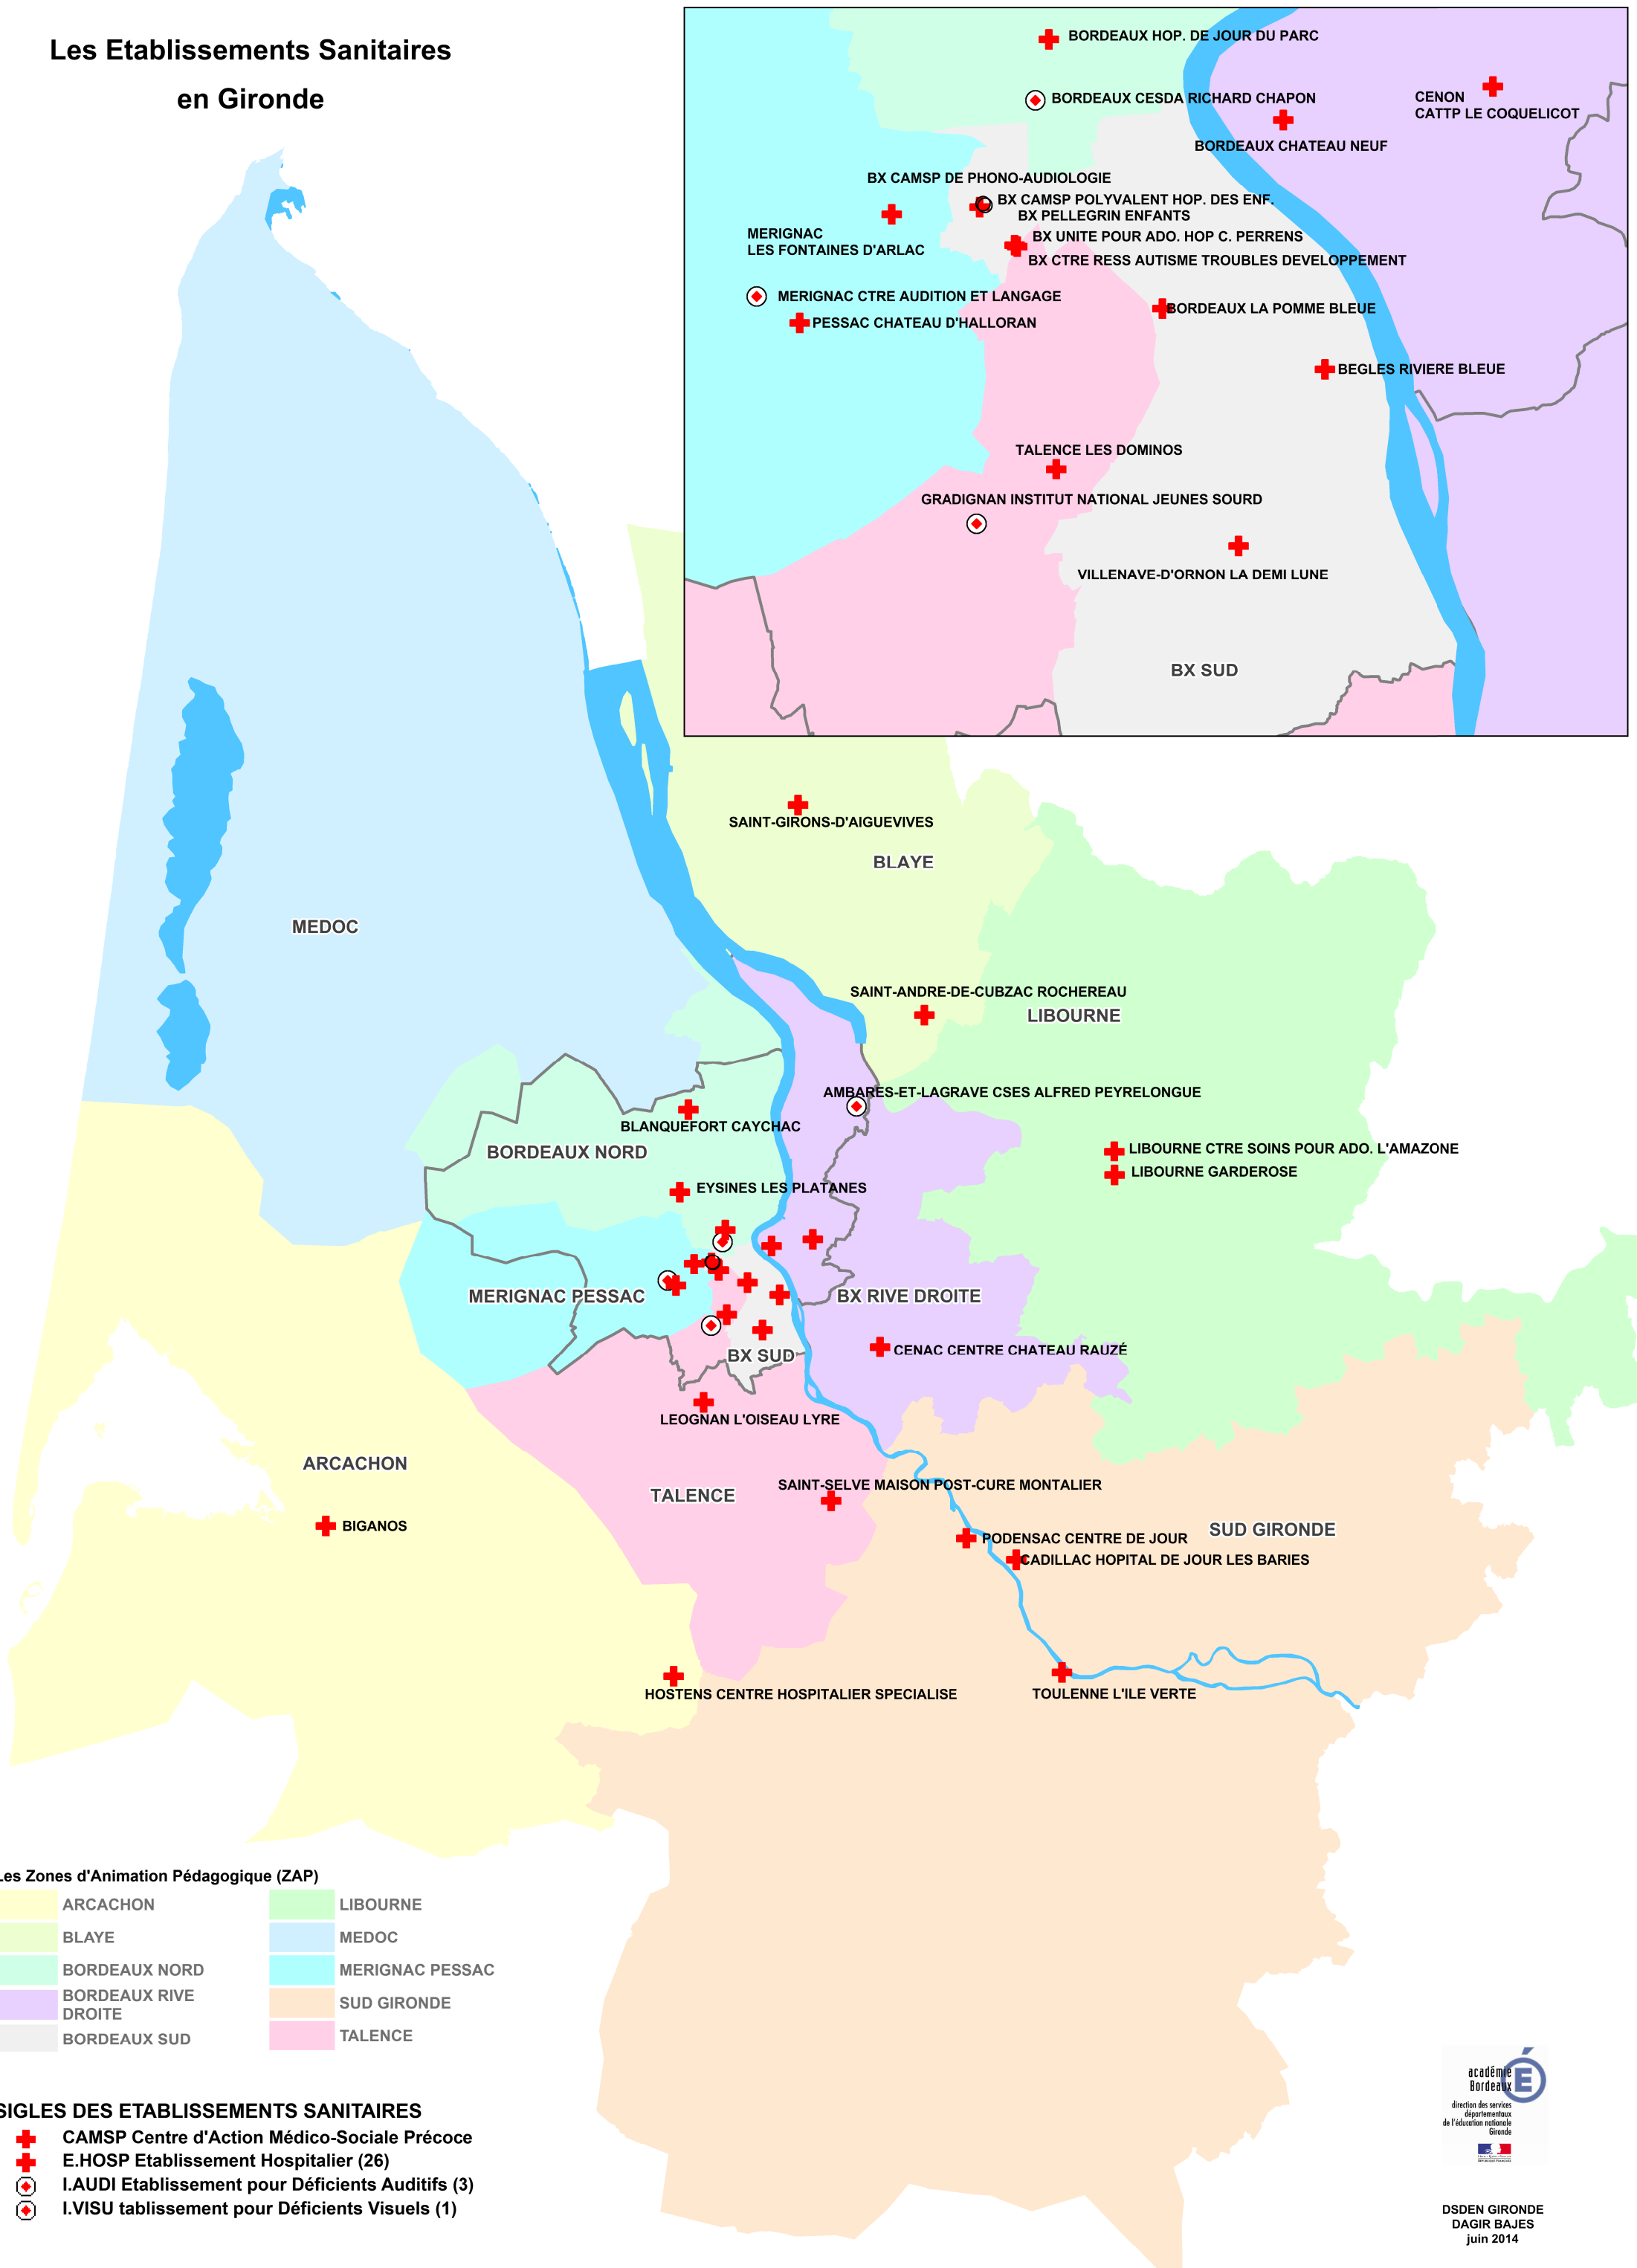 Les Etablissements Sanitaires
en Gironde
BORDEAUX HOP. DE JOUR DU PARC
BORDEAUX CESDA RICHARD CHAPON
CENON
CATTP LE COQUELICOT
BORDEAUX CHATEAU NEUF
BX CAMSP DE PHONO-AUDIOLOGIE
BX CAMSP POLYVALENT HOP. DES ENF.
BX PELLEGRIN ENFANTS
MERIGNAC
LES FONTAINES D'ARLAC
BX UNITE POUR ADO. HOP C. PERRENS
BX CTRE RESS AUTISME TROUBLES DEVELOPPEMENT
MERIGNAC CTRE AUDITION ET LANGAGE
BORDEAUX LA POMME BLEUE
PESSAC CHATEAU D'HALLORAN
BEGLES RIVIERE BLEUE
TALENCE LES DOMINOS
GRADIGNAN INSTITUT NATIONAL JEUNES SOURD
VILLENAVE-D'ORNON LA DEMI LUNE
BX SUD
SAINT-GIRONS-D'AIGUEVIVES
BLAYE
MEDOC
SAINT-ANDRE-DE-CUBZAC ROCHEREAU
LIBOURNE
AMBARES-ET-LAGRAVE CSES ALFRED PEYRELONGUE
BLANQUEFORT CAYCHAC
BORDEAUX NORD
LIBOURNE CTRE SOINS POUR ADO. L'AMAZONE
LIBOURNE GARDEROSE
EYSINES LES PLATANES
MERIGNAC PESSAC
BX RIVE DROITE
BX SUD
CENAC CENTRE CHATEAU RAUZÉ
LEOGNAN L'OISEAU LYRE
ARCACHON
TALENCE
SAINT-SELVE MAISON POST-CURE MONTALIER
BIGANOS
SUD GIRONDE
PODENSAC CENTRE DE JOUR
CADILLAC HOPITAL DE JOUR LES BARIES
HOSTENS CENTRE HOSPITALIER SPECIALISE
TOULENNE L'ILE VERTE
Les Zones d'Animation Pédagogique (ZAP)
ARCACHON
BLAYE
BORDEAUX NORD
BORDEAUX RIVE
DROITE
BORDEAUX SUD
LIBOURNE
MEDOC
MERIGNAC PESSAC
SUD GIRONDE
TALENCE
SIGLES DES ETABLISSEMENTS SANITAIRES
CAMSP Centre d'Action Médico-Sociale Précoce
E.HOSP Etablissement Hospitalier (26)
I.AUDI Etablissement pour Déficients Auditifs (3)
I.VISU tablissement pour Déficients Visuels (1)
académie
Bordeaux
É
direction des services
départementaux
de l'éducation nationale
Gironde
DSDEN GIRONDE
DAGIR BAJES
juin 2014